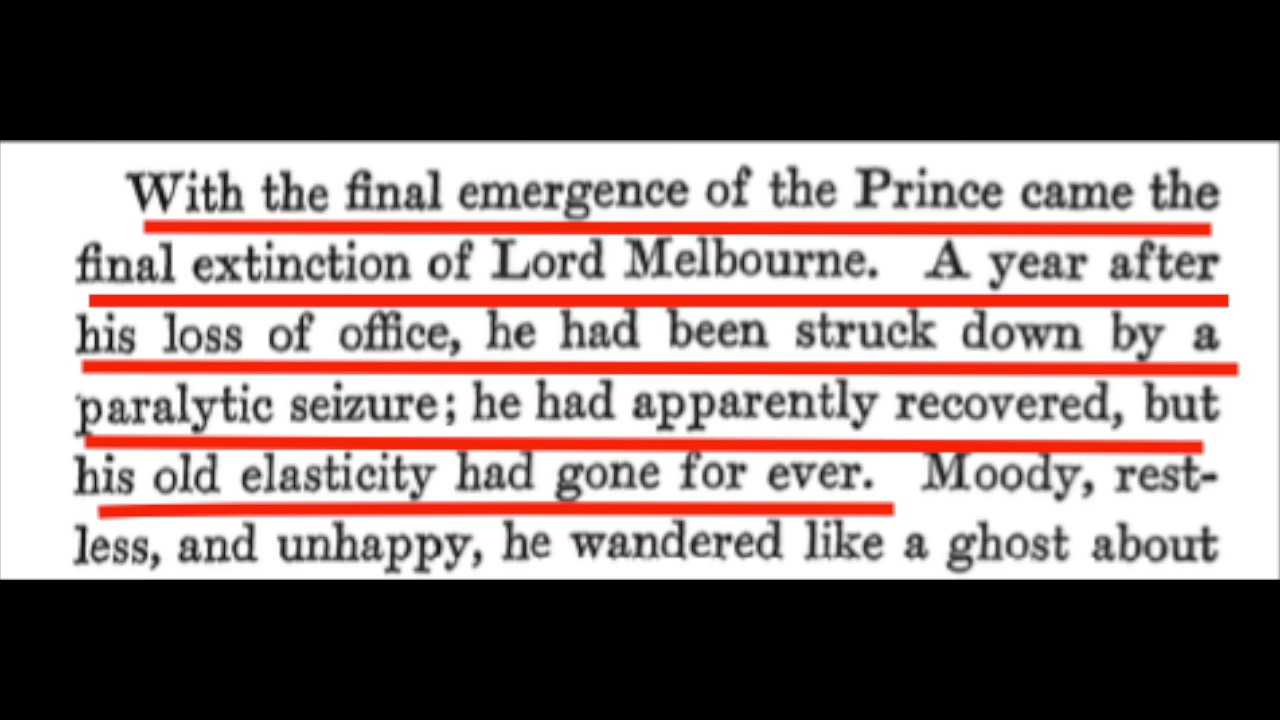 With the final emergence of the Prince came the
final extinction of Lord Melbourne. A year after
his loss of office, he had been struck down by a
paralytic seizure; he had apparently recovered, but
his old elasticity had gone for ever. Moody, rest-
less, and unhappy, he wandered like a ghost about